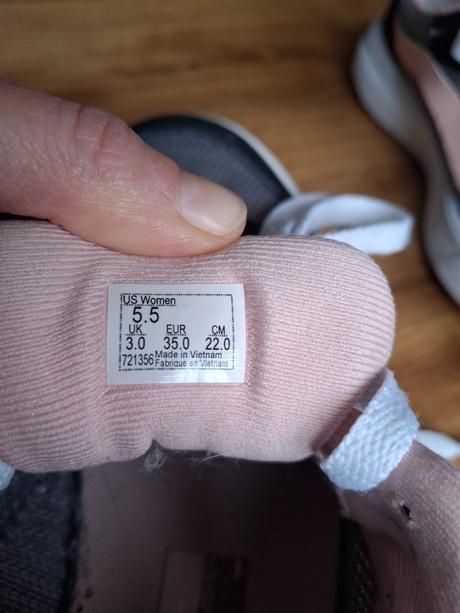 US Women
5.5
UK EUR CM
3.0 35.0 22.0
721356 Made in Vietnam
Fabriqué en Vietnam